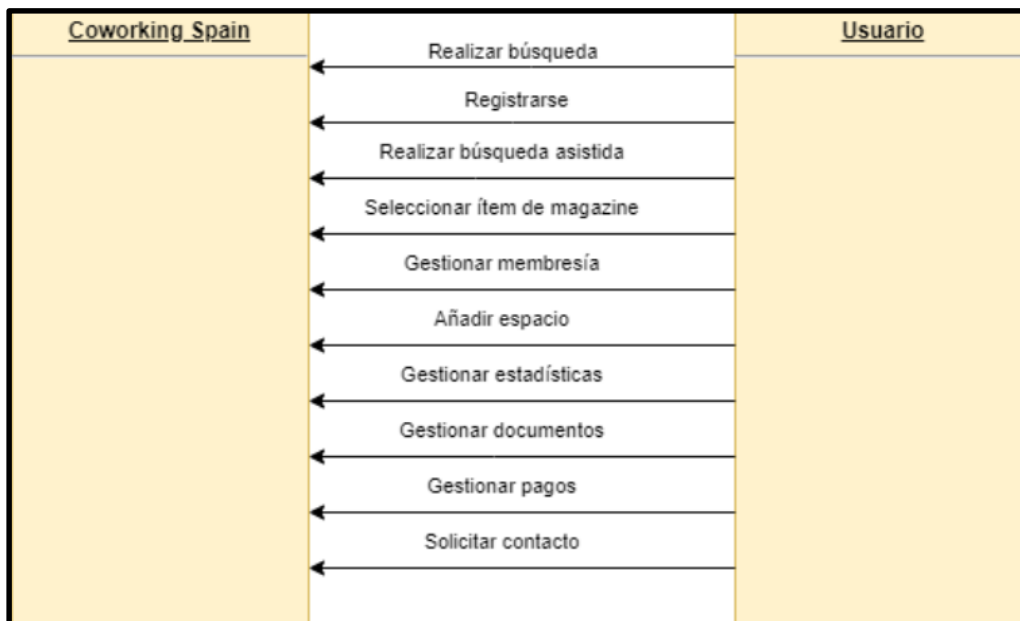 Coworking Spain
Usuario
Realizar búsqueda
Registrarse
Realizar búsqueda asistida
Seleccionar ítem de magazine
Gestionar membresía
Añadir espacio
Gestionar estadísticas
Gestionar documentos
Gestionar pagos
Solicitar contacto